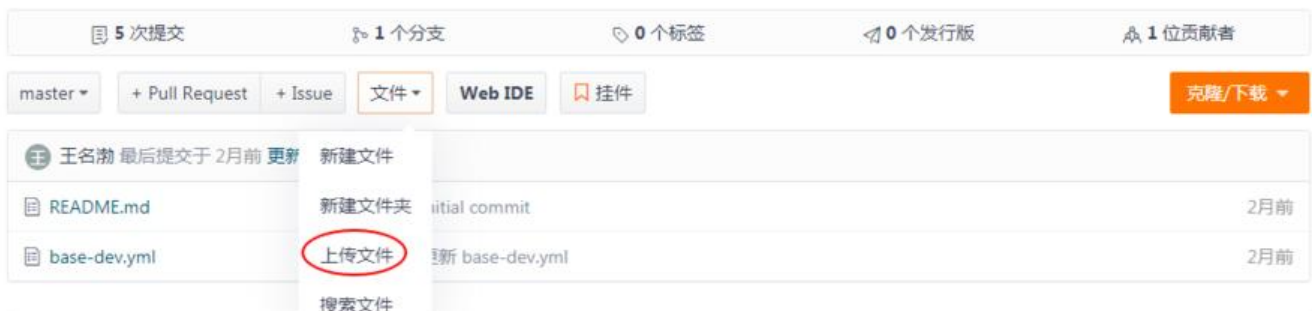 5 次提交 1 个分支 0 个标签 0 个发行版 1 位贡献者
master + Pull Request + Issue 文件 Web IDE 挂件 克隆/下载
王 王名渤 最后提交于 2月前 更新 新建文件
README.md 新建文件夹 itial commit 2月前
base-dev.yml 上传文件 更新 base-dev.yml 2月前
搜索文件